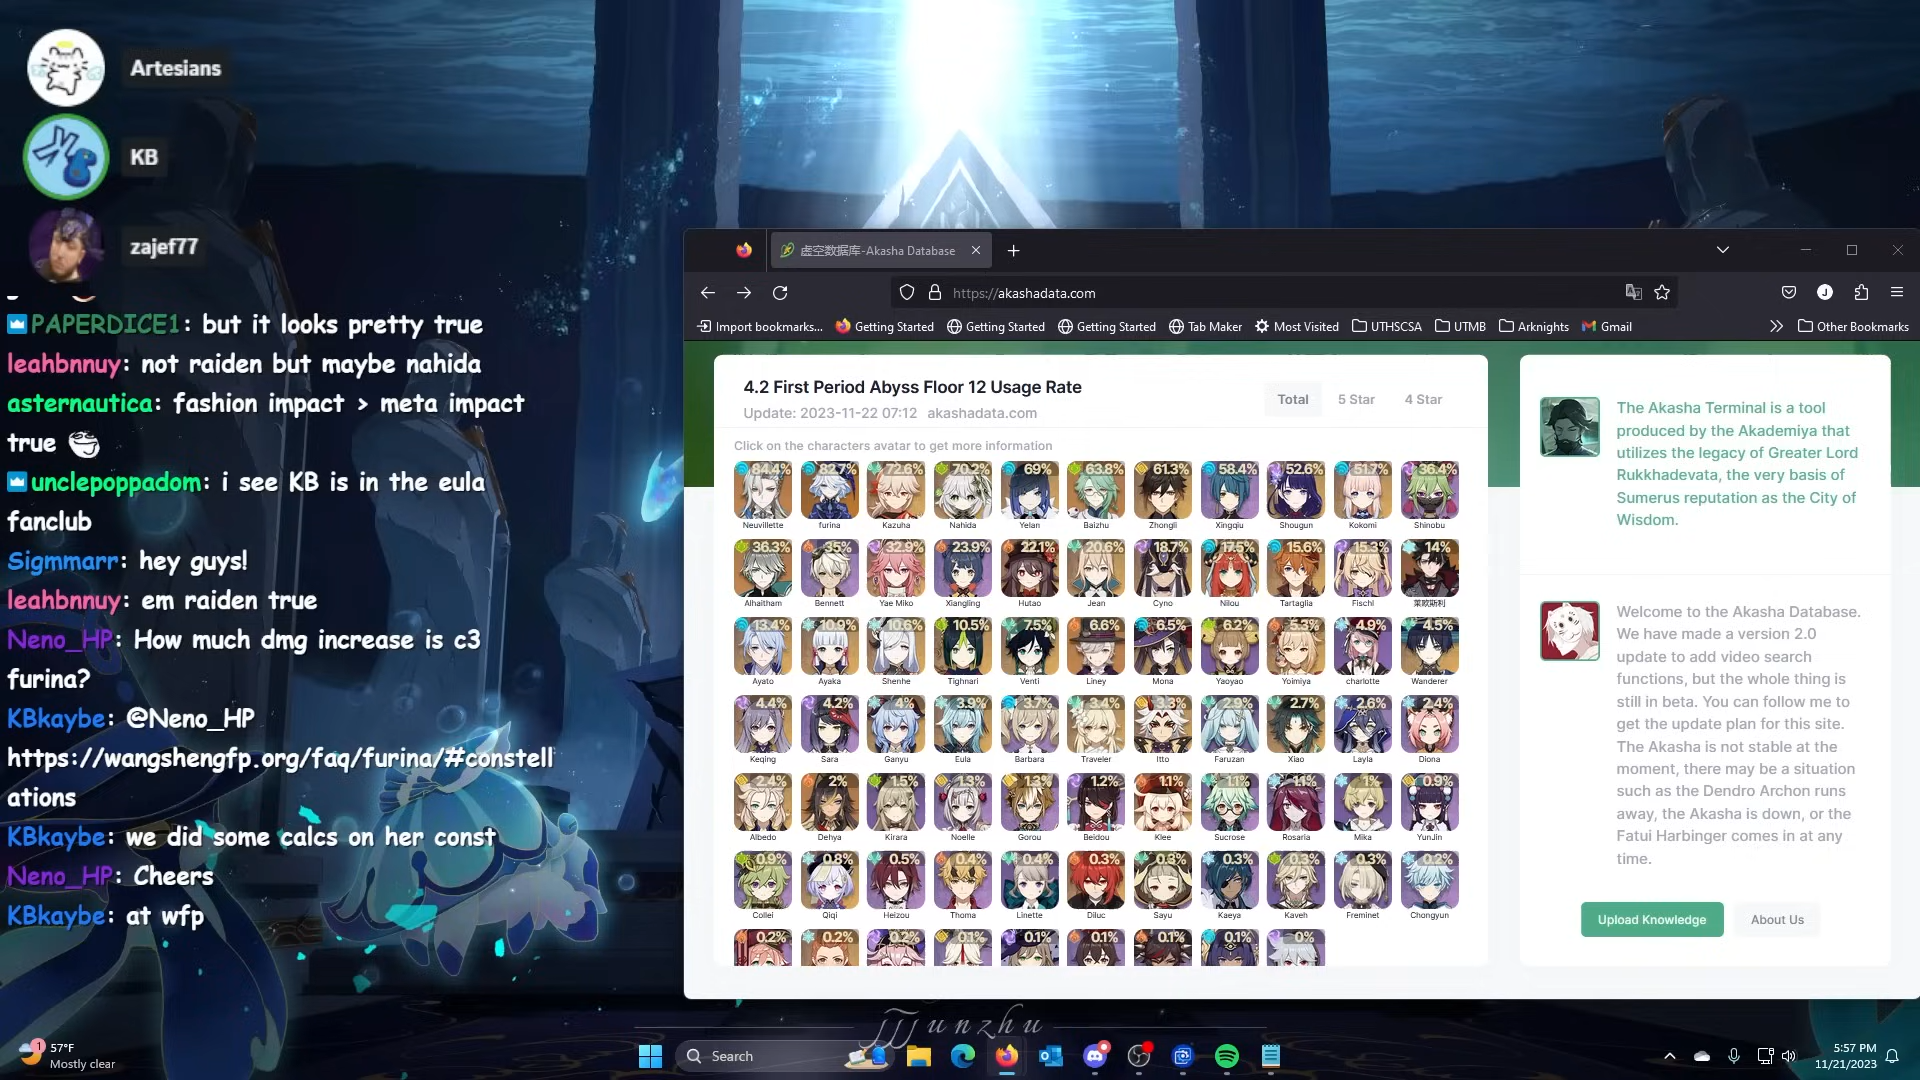 Artesians
KB
zajef77
PAPERDICE1: but it looks pretty true
leahbnnuy: not raiden but maybe nahida
asternautica: fashion impact > meta impact
true
unclepoppadom: i see KB is in the eula
fanclub
Sigmmarr: hey guys!
leahbnnuy: em raiden true
Neno_HP: How much dmg increase is c3
furina?
KBkaybe: @Neno_HP
https://wangshengfp.org/faq/furina/#constell
ations
KBkaybe: we did some calcs on her const
Neno_HP: Cheers
KBkaybe: at wfp
虚空数据库-Akasha Database
https://akashadata.com
Import bookmarks... Getting Started Getting Started Getting Started Tab Maker Most Visited UTHSCSA UTMB Arknights Gmail Other Bookmarks
4.2 First Period Abyss Floor 12 Usage Rate
Update: 2023-11-22 07:12 akashadata.com
Total 5 Star 4 Star
Click on the characters avatar to get more information
84.4% 82.7% 72.6% 70.2% 69% 63.8% 61.3% 58.4% 52.6% 51.7% 36.4%
Neuvillette furina Kazuha Nahida Yelan Baizhu Zhongli Xingqiu Shougun Kokomi Shinobu
36.3% 35% 32.9% 23.9% 22.1% 20.6% 18.7% 17.5% 15.6% 15.3% 14%
Alhaitham Bennett Yae Miko Xiangling Hutao Jean Cyno Nilou Tartaglia Fischl 莱欧斯利
13.4% 10.9% 10.6% 10.5% 7.5% 6.6% 6.5% 6.2% 5.3% 4.9% 4.5%
Ayato Ayaka Shenhe Tighnari Venti Liney Mona Yaoyao Yoimiya charlotte Wanderer
4.4% 4.2% 4% 3.9% 3.7% 3.4% 3.3% 2.9% 2.7% 2.6% 2.4%
Keqing Sara Ganyu Eula Barbara Traveler Itto Faruzan Xiao Layla Diona
2.4% 2% 1.5% 1.3% 1.3% 1.2% 1.1% 1.1% 1.1% 1% 0.9%
Albedo Dehya Kirara Noelle Gorou Beidou Klee Sucrose Rosaria Mika YunJin
0.9% 0.8% 0.5% 0.4% 0.4% 0.3% 0.3% 0.3% 0.3% 0.3% 0.2%
Collei Qiqi Heizou Thoma Linette Diluc Sayu Kaeya Kaveh Freminet Chongyun
0.2% 0.2% 0.2% 0.1% 0.1% 0.1% 0.1% 0.1% 0%
The Akasha Terminal is a tool
produced by the Akademiya that
utilizes the legacy of Greater Lord
Rukkhadevata, the very basis of
Sumerus reputation as the City of
Wisdom.
Welcome to the Akasha Database.
We have made a version 2.0
update to add video search
functions, but the whole thing is
still in beta. You can follow me to
get the update plan for this site.
The Akasha is not stable at the
moment, there may be a situation
such as the Dendro Archon runs
away, the Akasha is down, or the
Fatui Harbinger comes in at any
time.
Upload Knowledge About Us
unzhu
1
57°F
Mostly clear
Search
5:57 PM
11/21/2023